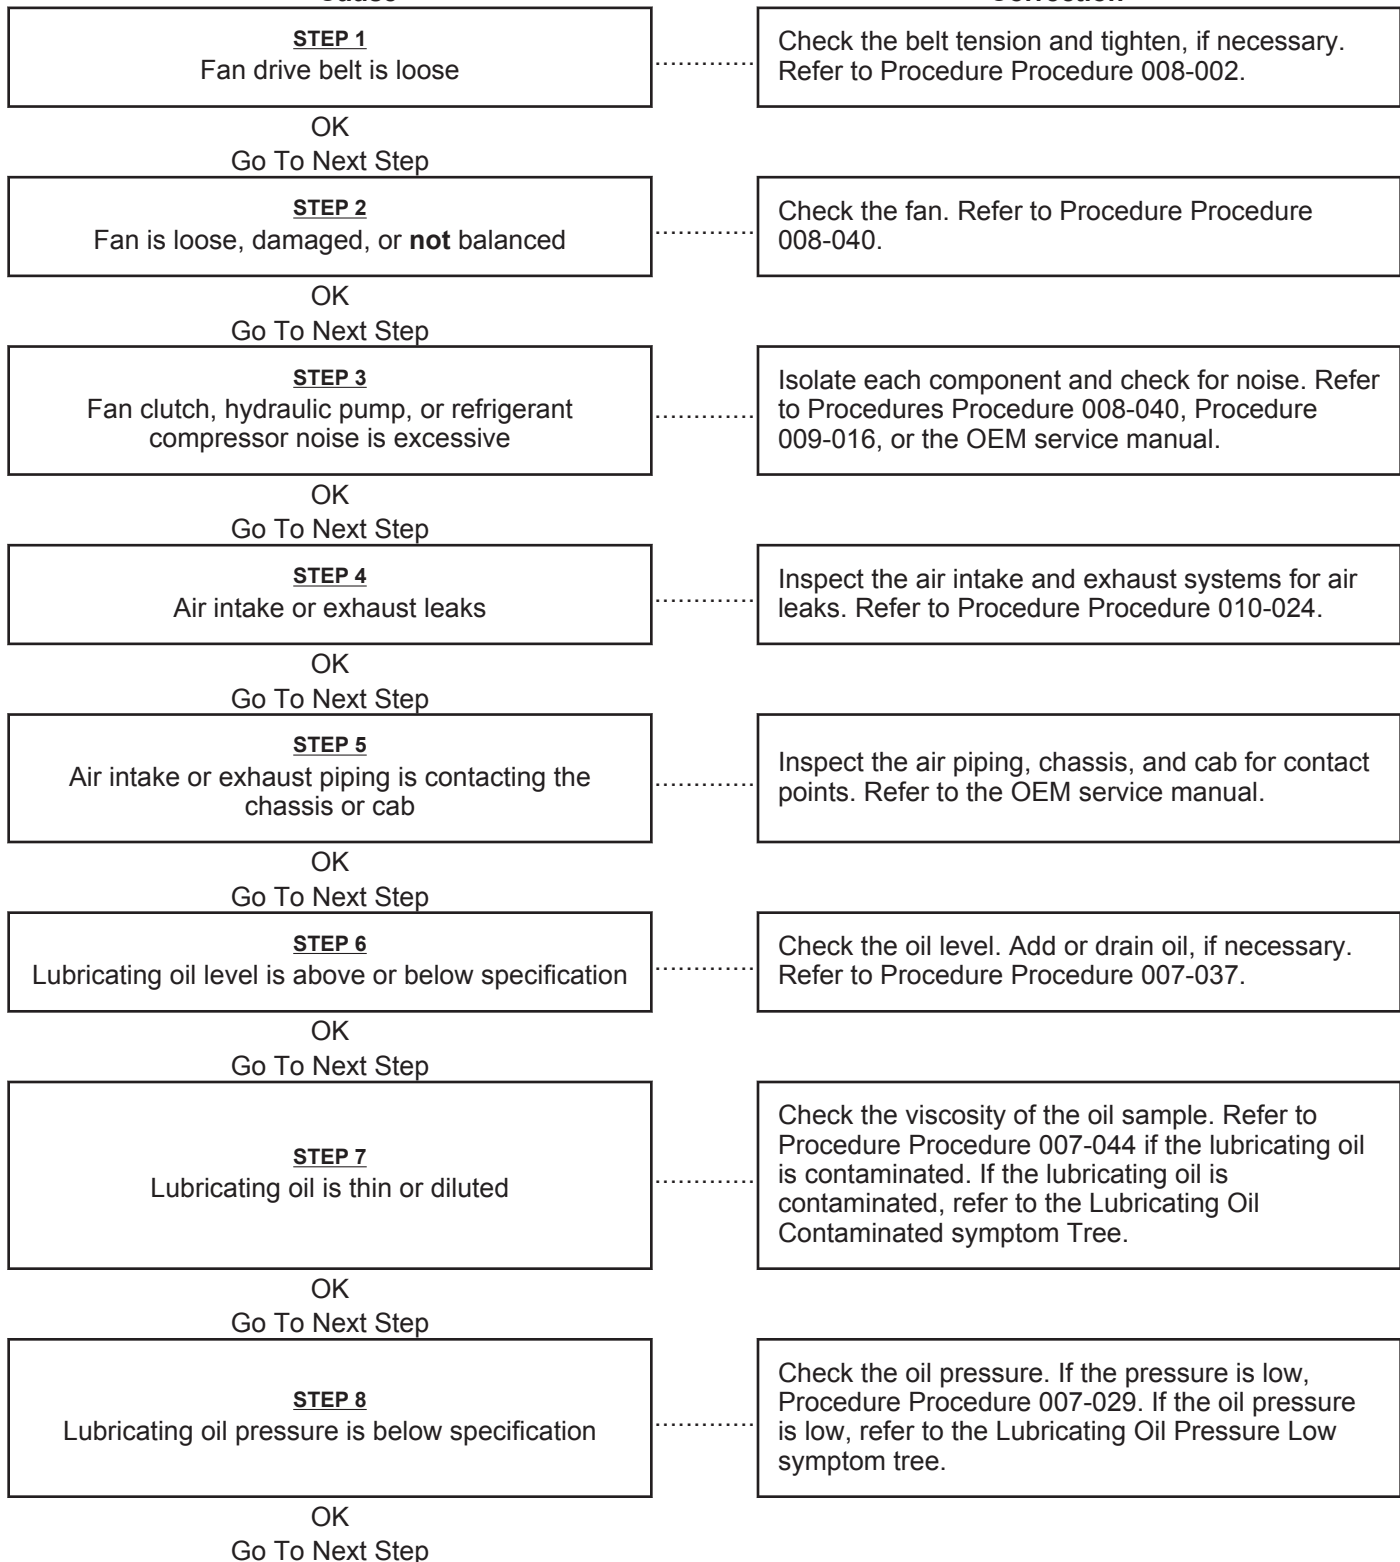 Cause Correction
STEP 1
Fan drive belt is loose
Check the belt tension and tighten, if necessary.
Refer to Procedure Procedure 008-002.
OK
Go To Next Step
STEP 2
Fan is loose, damaged, or not balanced
Check the fan. Refer to Procedure Procedure
008-040.
OK
Go To Next Step
STEP 3
Fan clutch, hydraulic pump, or refrigerant
compressor noise is excessive
Isolate each component and check for noise. Refer
to Procedures Procedure 008-040, Procedure
009-016, or the OEM service manual.
OK
Go To Next Step
STEP 4
Air intake or exhaust leaks
Inspect the air intake and exhaust systems for air
leaks. Refer to Procedure Procedure 010-024.
OK
Go To Next Step
STEP 5
Air intake or exhaust piping is contacting the
chassis or cab
Inspect the air piping, chassis, and cab for contact
points. Refer to the OEM service manual.
OK
Go To Next Step
STEP 6
Lubricating oil level is above or below specification
Check the oil level. Add or drain oil, if necessary.
Refer to Procedure Procedure 007-037.
OK
Go To Next Step
STEP 7
Lubricating oil is thin or diluted
Check the viscosity of the oil sample. Refer to
Procedure Procedure 007-044 if the lubricating oil
is contaminated. If the lubricating oil is
contaminated, refer to the Lubricating Oil
Contaminated symptom Tree.
OK
Go To Next Step
STEP 8
Lubricating oil pressure is below specification
Check the oil pressure. If the pressure is low,
Procedure Procedure 007-029. If the oil pressure
is low, refer to the Lubricating Oil Pressure Low
symptom tree.
OK
Go To Next Step